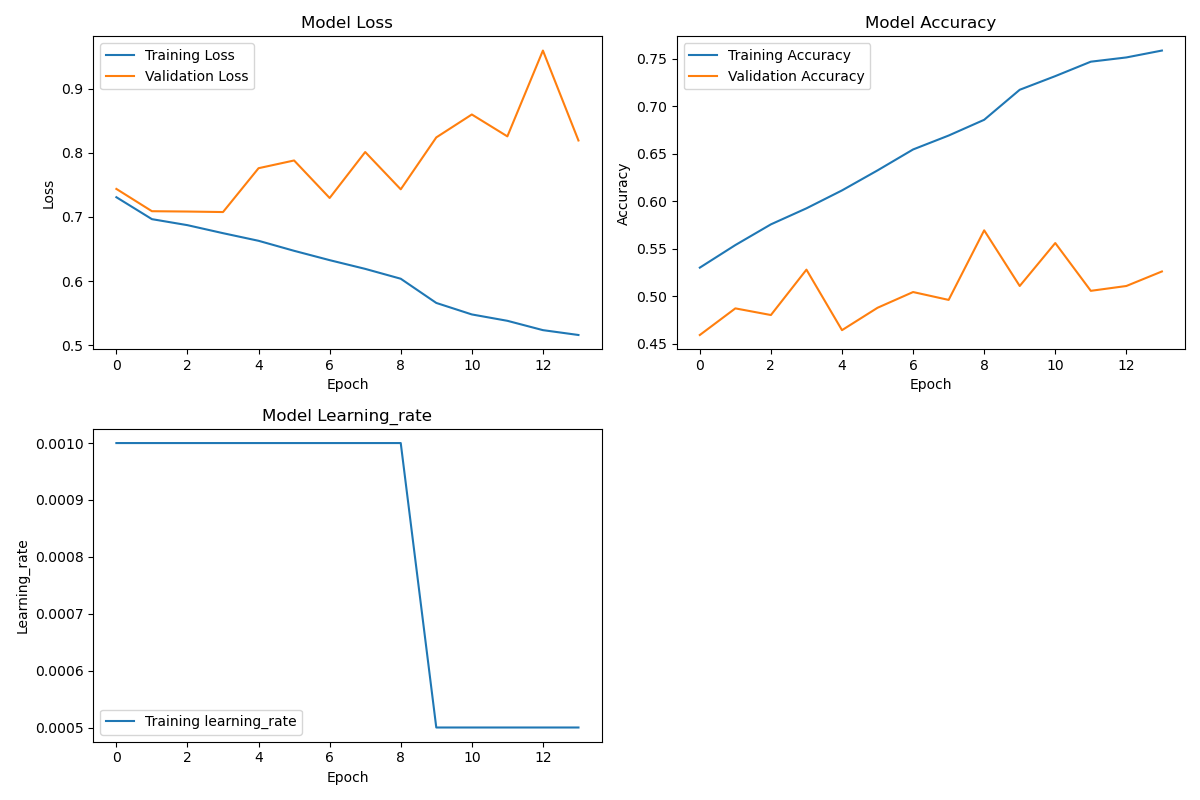 Model Loss
Training Loss
Validation Loss
Loss
0.9
0.8
0.7
0.6
0.5
0 2 4 6 8 10 12
Epoch
Model Accuracy
Training Accuracy
Validation Accuracy
Accuracy
0.75
0.70
0.65
0.60
0.55
0.50
0.45
0 2 4 6 8 10 12
Epoch
Model Learning_rate
Learning_rate
0.0010
0.0009
0.0008
0.0007
0.0006
0.0005
Training learning_rate
0 2 4 6 8 10 12
Epoch